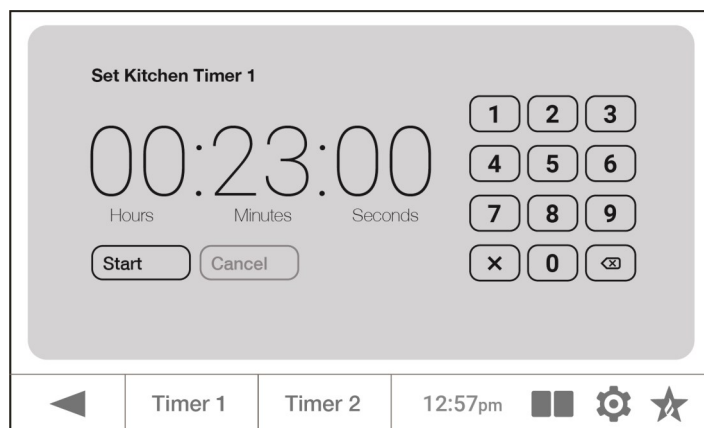 Set Kitchen Timer 1
00:23:00
Hours Minutes Seconds
Start Cancel
1 2 3
4 5 6
7 8 9
× 0 ⌫
Timer 1 Timer 2 12:57pm